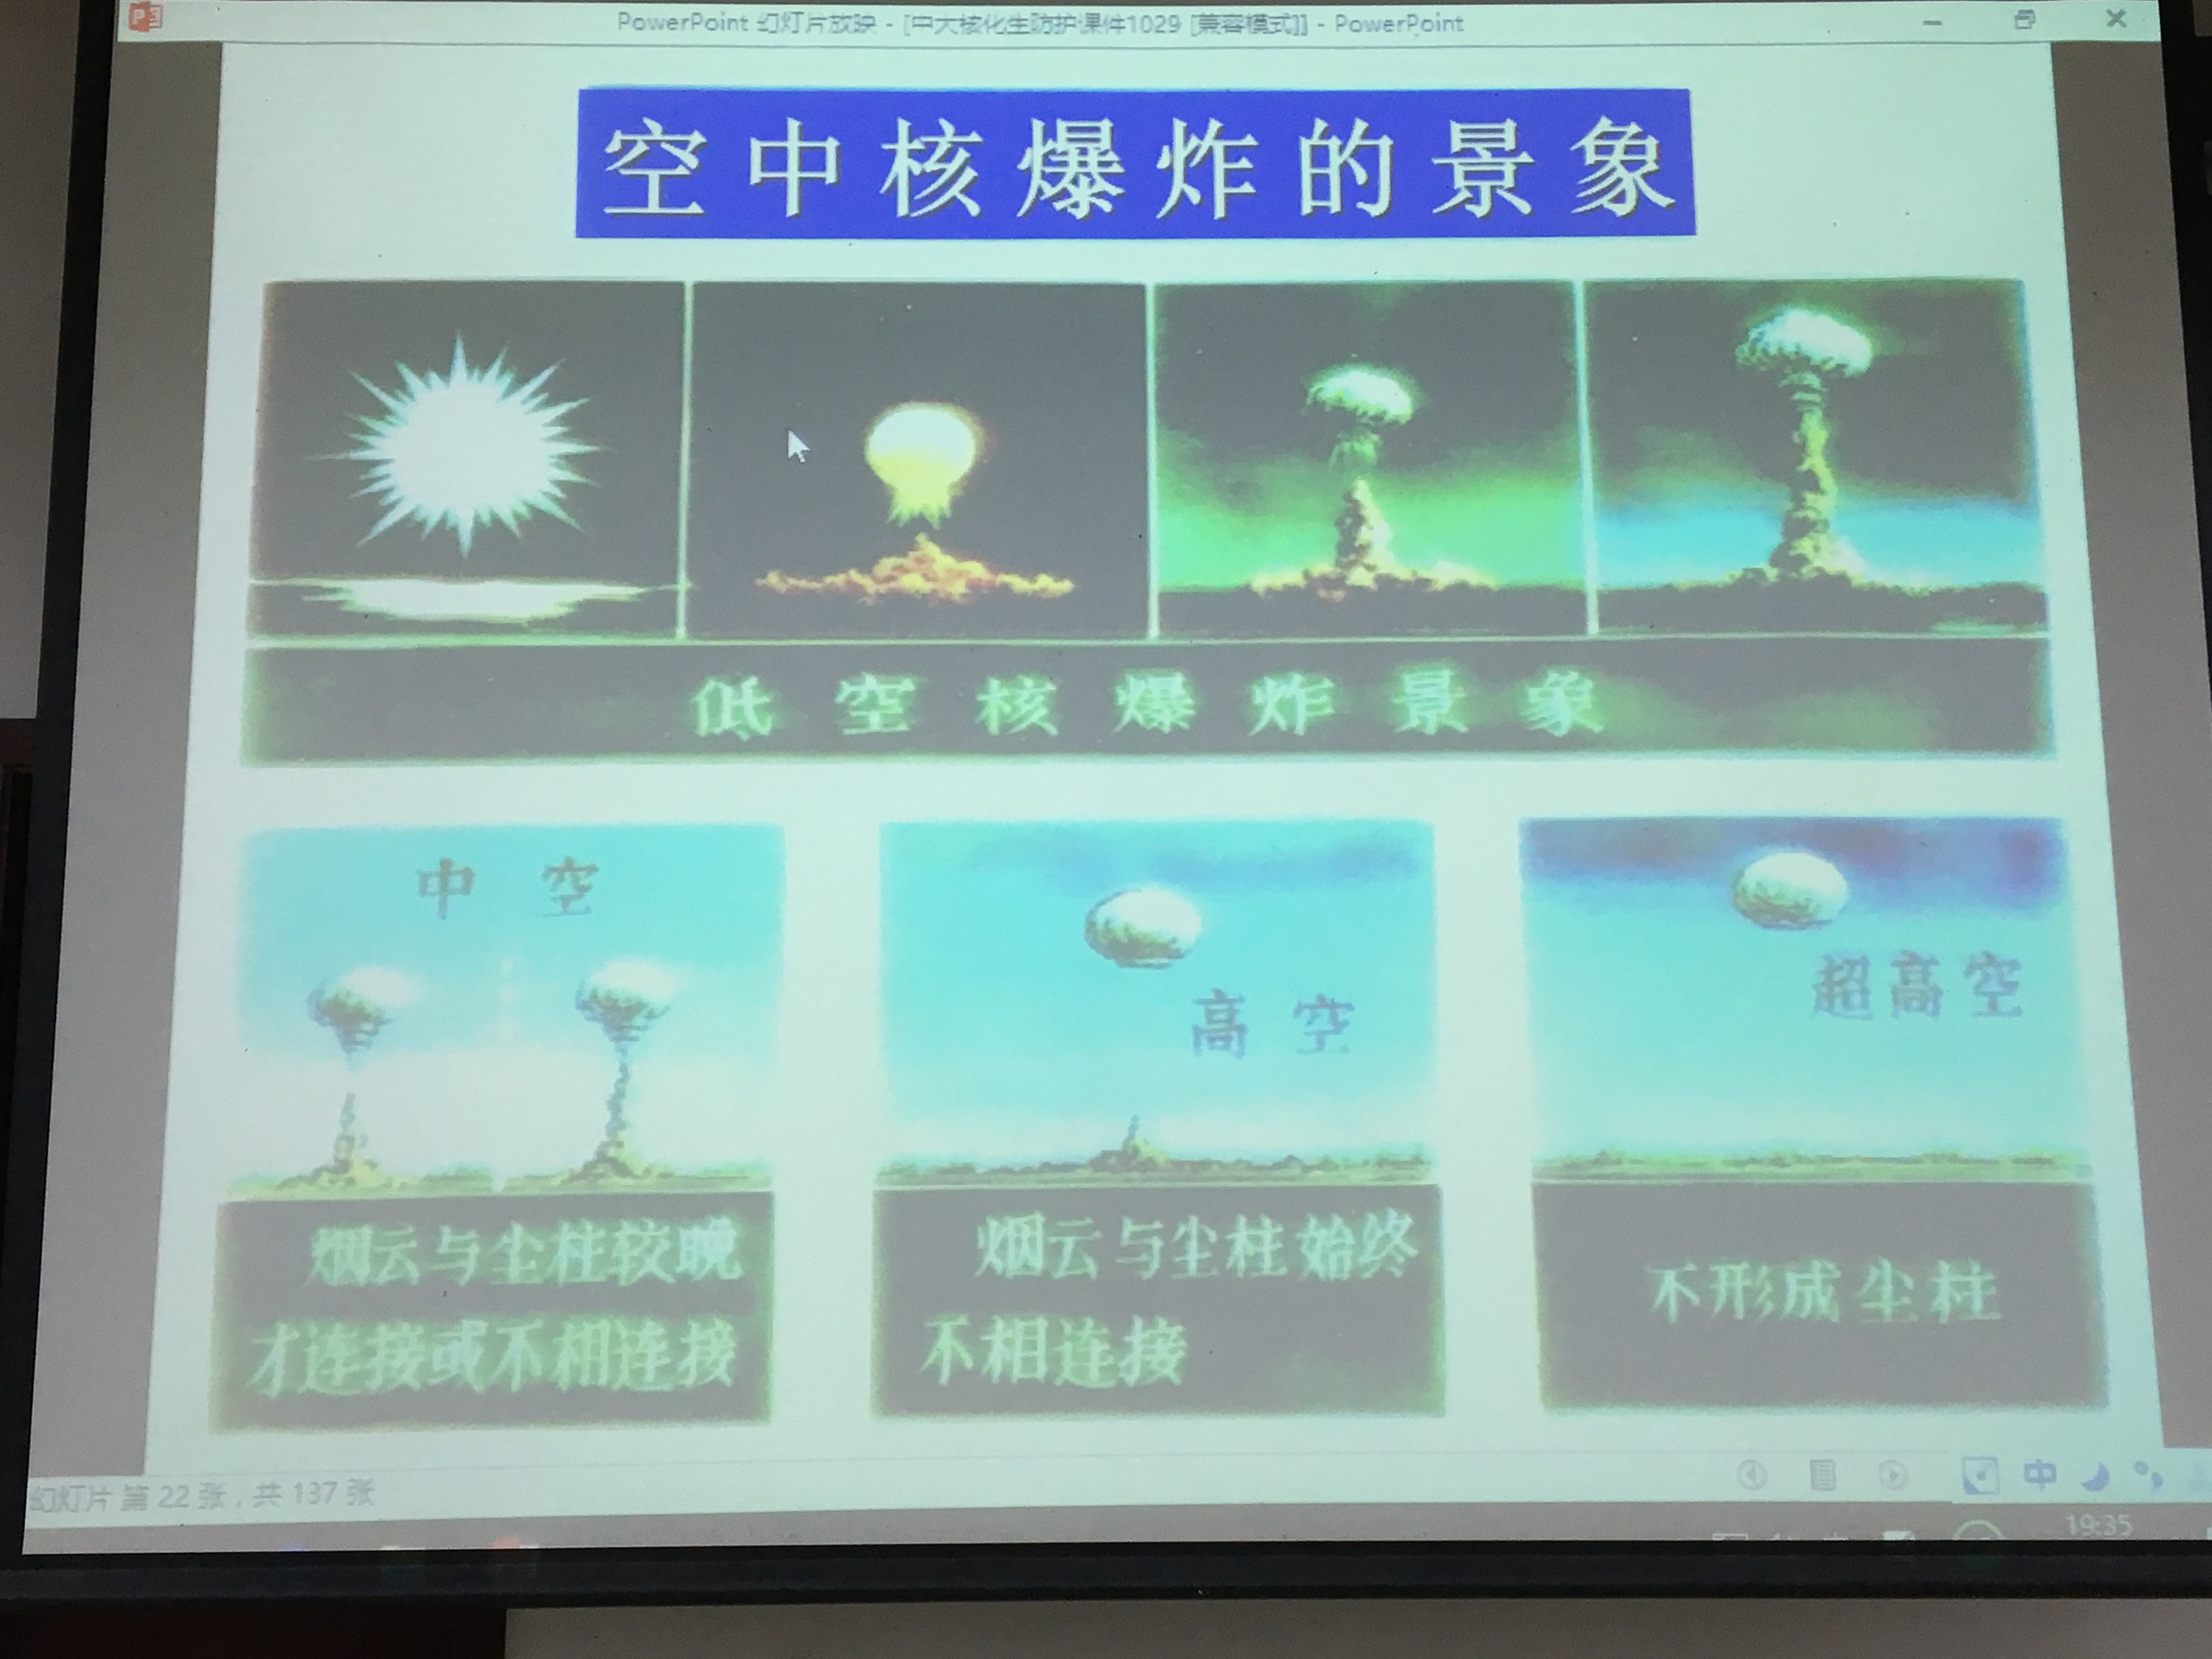 PowerPoint 幻灯片放映 - [中大核化生防护课件1029 [兼容模式]] - PowerPoint
空中核爆炸的景象
低空核爆炸景象
中空
高空
超高空
烟云与尘柱较晚
才连接或不相连接
烟云与尘柱始终
不相连接
不形成尘柱
幻灯片 第 22 张，共 137 张
中
19:35